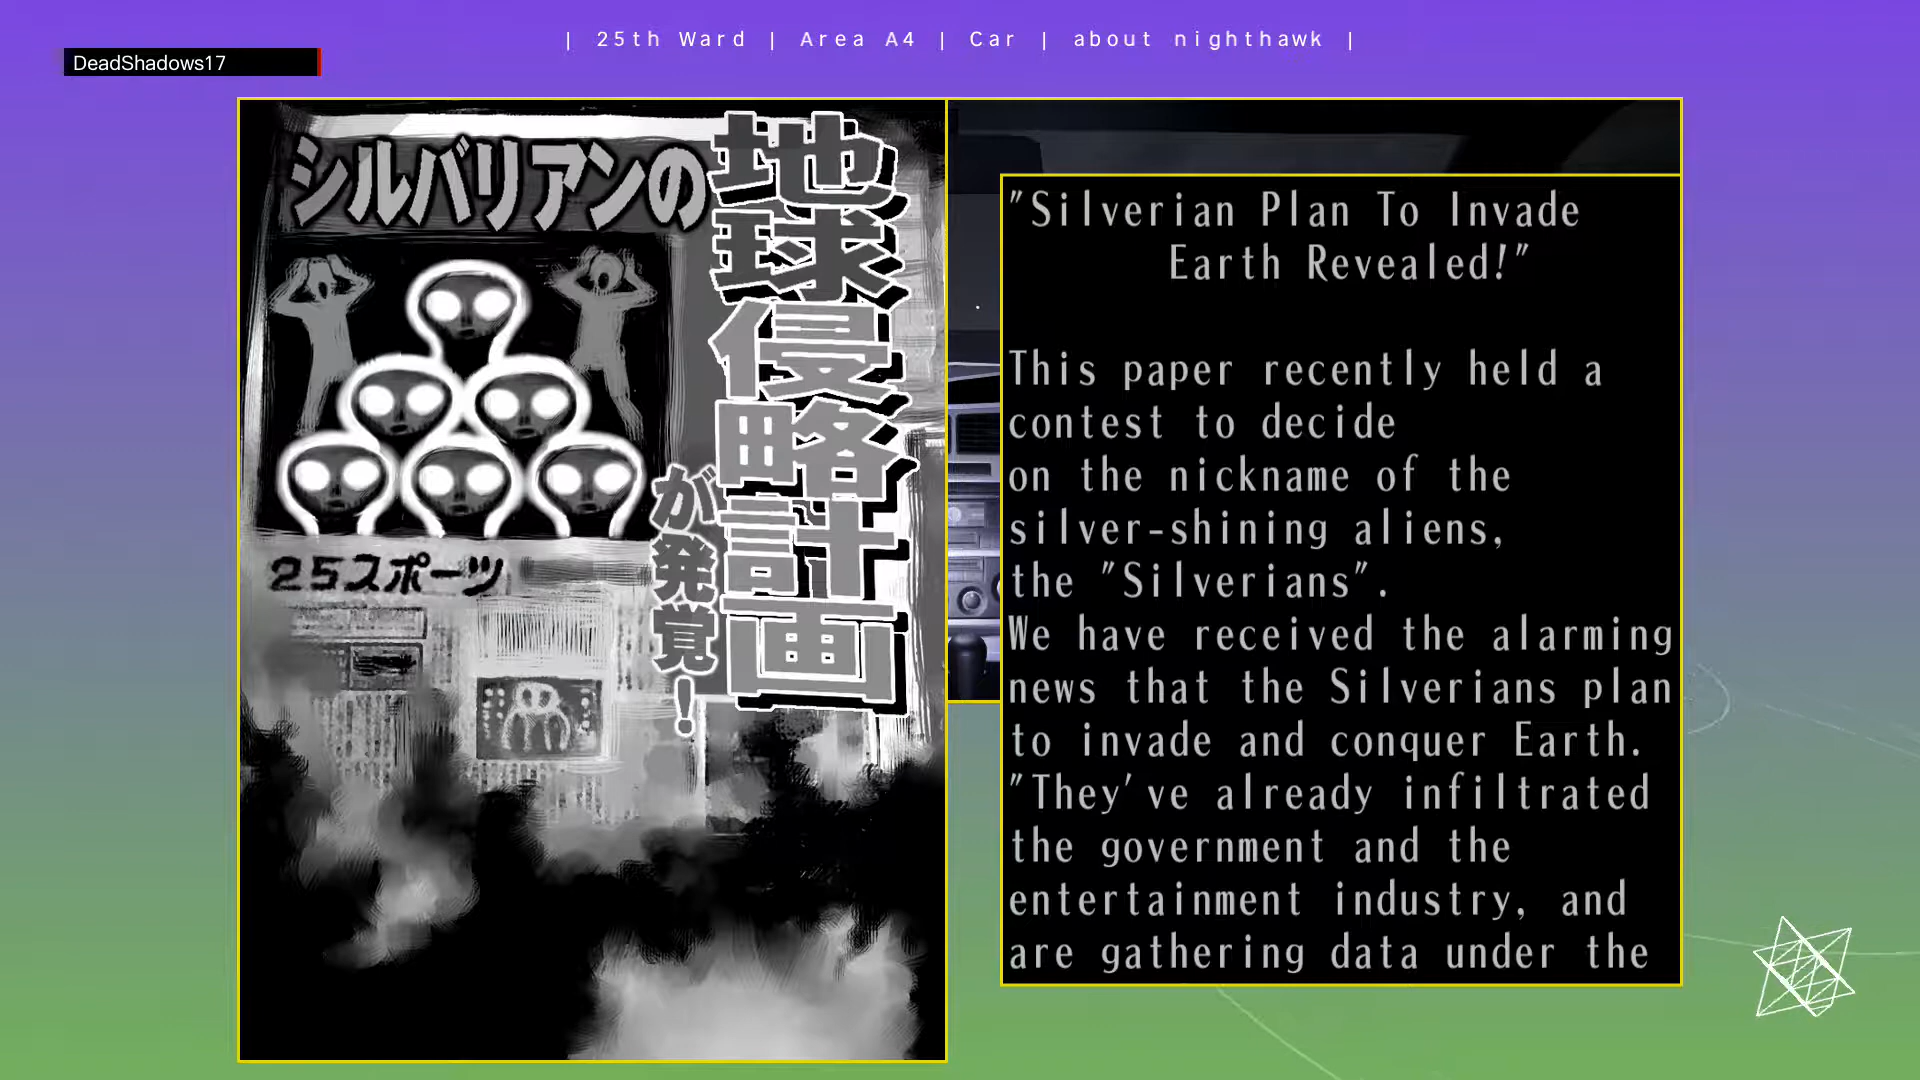 | 25th Ward | Area A4 | Car | about nighthawk |
DeadShadows17
シルバリアンの
地球侵略計画
が発覚!
25スポーツ
"Silverian Plan To Invade
Earth Revealed!"
This paper recently held a
contest to decide
on the nickname of the
silver-shining aliens,
the "Silverians".
We have received the alarming
news that the Silverians plan
to invade and conquer Earth.
"They've already infiltrated
the government and the
entertainment industry, and
are gathering data under the